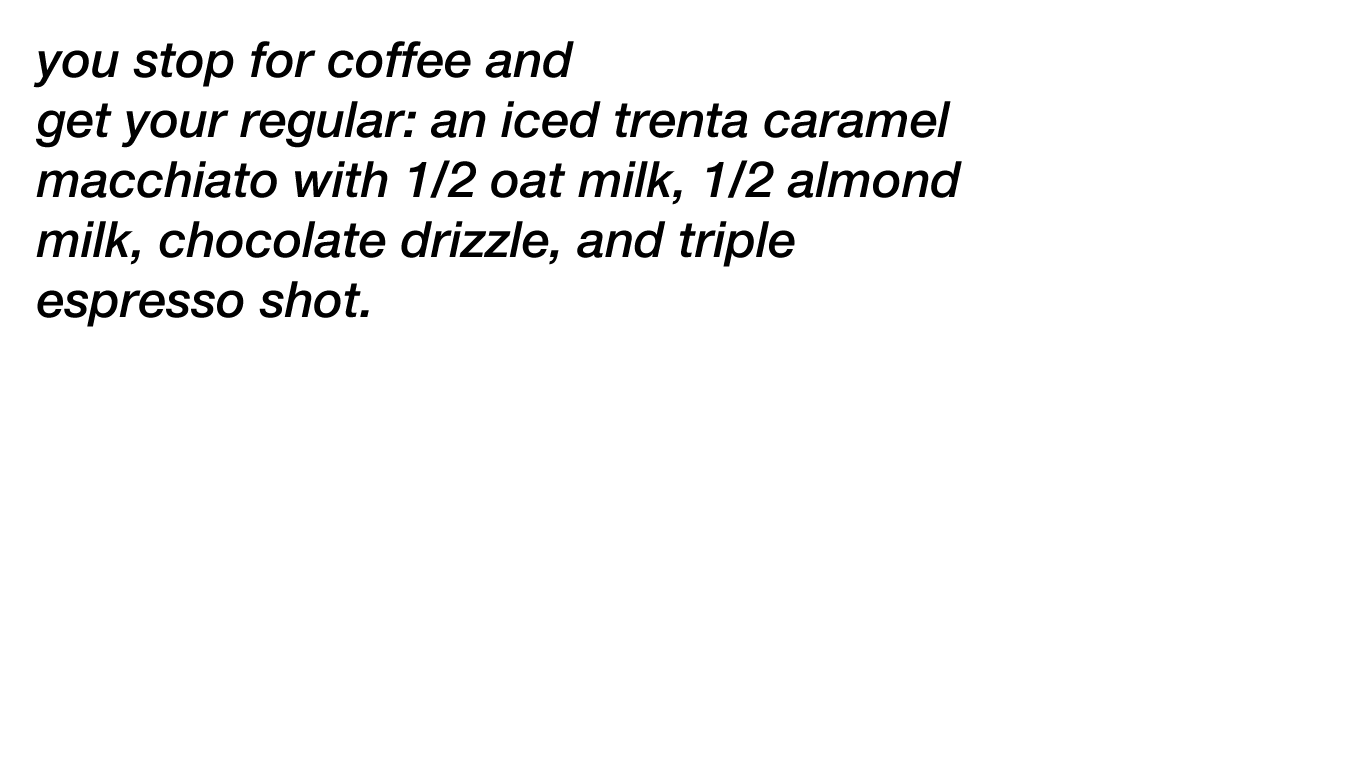 you stop for coffee and
get your regular: an iced trenta caramel
macchiato with 1/2 oat milk, 1/2 almond
milk, chocolate drizzle, and triple
espresso shot.